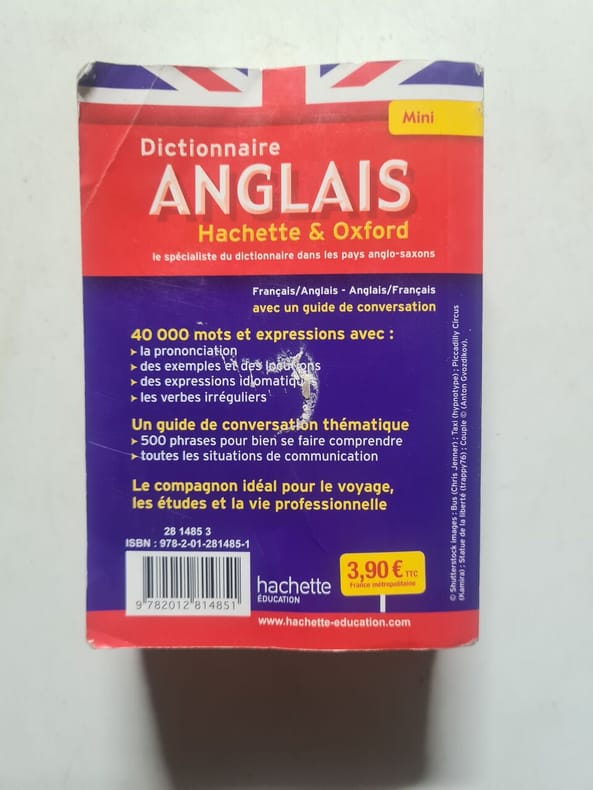 Mini
Dictionnaire
ANGLAIS
Hachette & Oxford
le spécialiste du dictionnaire dans les pays anglo-saxons
Français/Anglais - Anglais/Français
avec un guide de conversation
40 000 mots et expressions avec :
➤ la prononciation
➤ des exemples et des locutions
➤ des expressions idiomatiques
➤ les verbes irréguliers
Un guide de conversation thématique
➤ 500 phrases pour bien se faire comprendre
➤ toutes les situations de communication
Le compagnon idéal pour le voyage,
les études et la vie professionnelle
28 1485 3
ISBN : 978-2-01-281485-1
9 782012 814851
hachette
ÉDUCATION
3,90 € TTC
France métropolitaine
www.hachette-education.com
© Shutterstock images : Bus (Chris Jenner) ; Taxi (hypnotype) ; Piccadilly Circus
(Kamira) ; Statue de la liberté (trappy76) ; Couple © (Anton Gvozdikov).